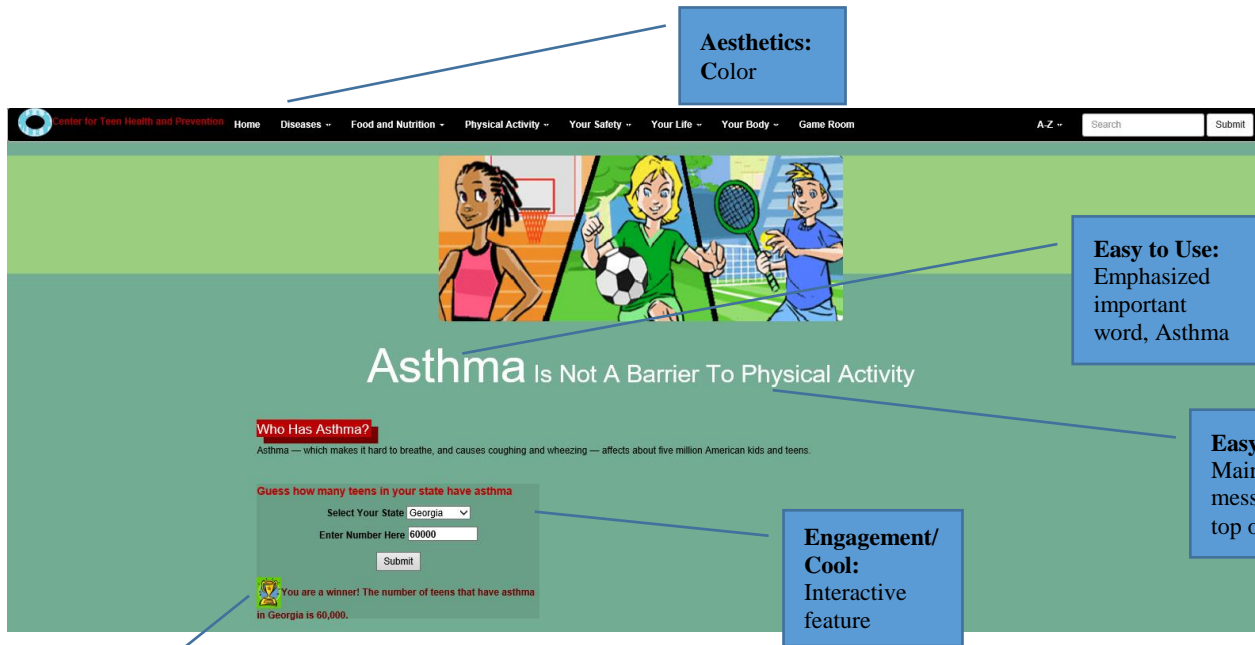 Aesthetics:
Color
Center for Teen Health and Prevention Home Diseases Food and Nutrition Physical Activity Your Safety Your Life Your Body Game Room A-Z Search Submit
Easy to Use:
Emphasized
important
word, Asthma
Asthma Is Not A Barrier To Physical Activity
Who Has Asthma?
Asthma — which makes it hard to breathe, and causes coughing and wheezing — affects about five million American kids and teens.
Easy
Main
mess
top o
Guess how many teens in your state have asthma
Select Your State Georgia
Enter Number Here 60000
Submit
You are a winner! The number of teens that have asthma
in Georgia is 60,000.
Engagement/
Cool:
Interactive
feature